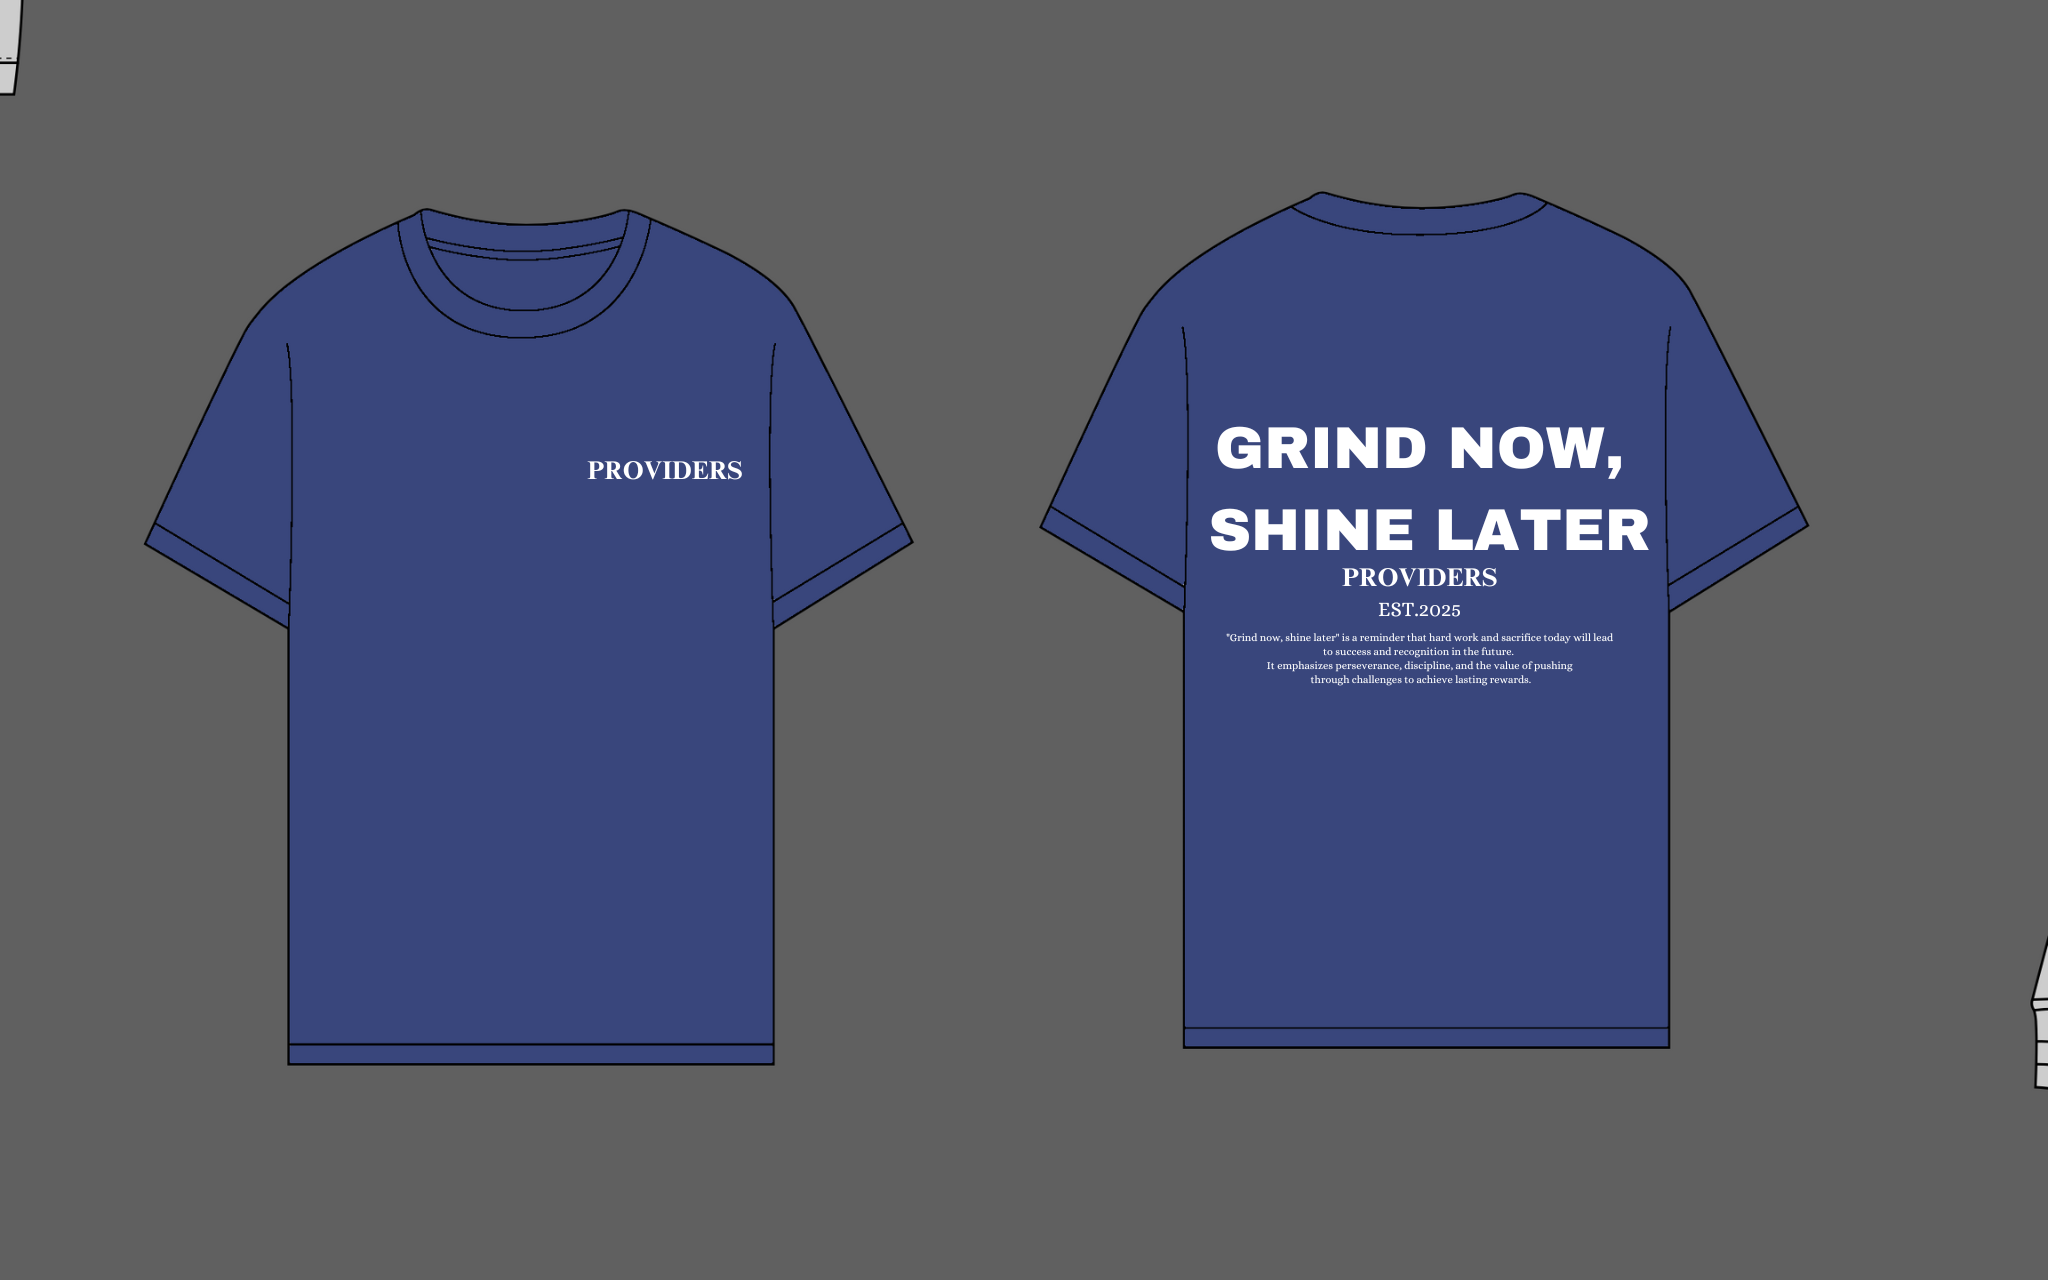 PROVIDERS
GRIND NOW,
SHINE LATER
PROVIDERS
EST.2025
"Grind now, shine later" is a reminder that hard work and sacrifice today will lead
to success and recognition in the future.
It emphasizes perseverance, discipline, and the value of pushing
through challenges to achieve lasting rewards.